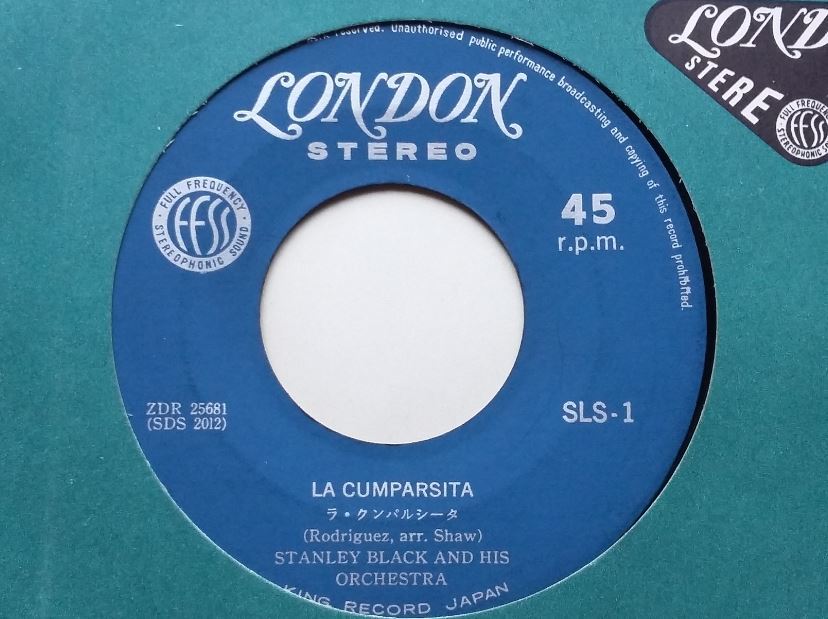 reserved. Unauthorised public performance broadcasting and copying of this record prohibited.
LONDON
STEREO
FULL FREQUENCY
FFSS
STEREOPHONIC SOUND
45
r.p.m.
ZDR 25681
(SDS 2012)
SLS-1
LA CUMPARSITA
ラ・クンパルシータ
(Rodriguez, arr. Shaw)
STANLEY BLACK AND HIS
ORCHESTRA
KING RECORD JAPAN
LOND
STERE
FULL FREQUENCY
FFSS
STEREOPHONIC